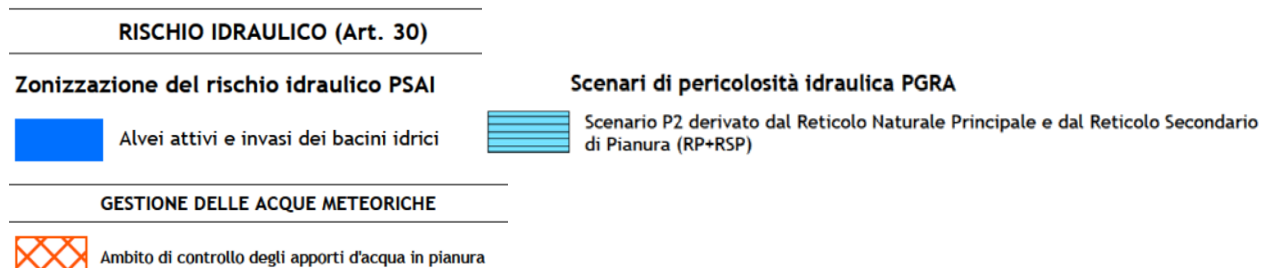 RISCHIO IDRAULICO (Art. 30)
Zonizzazione del rischio idraulico PSAI
Alvei attivi e invasi dei bacini idrici
Scenari di pericolosità idraulica PGRA
Scenario P2 derivato dal Reticolo Naturale Principale e dal Reticolo Secondario
di Pianura (RP+RSP)
GESTIONE DELLE ACQUE METEORICHE
Ambito di controllo degli apporti d'acqua in pianura